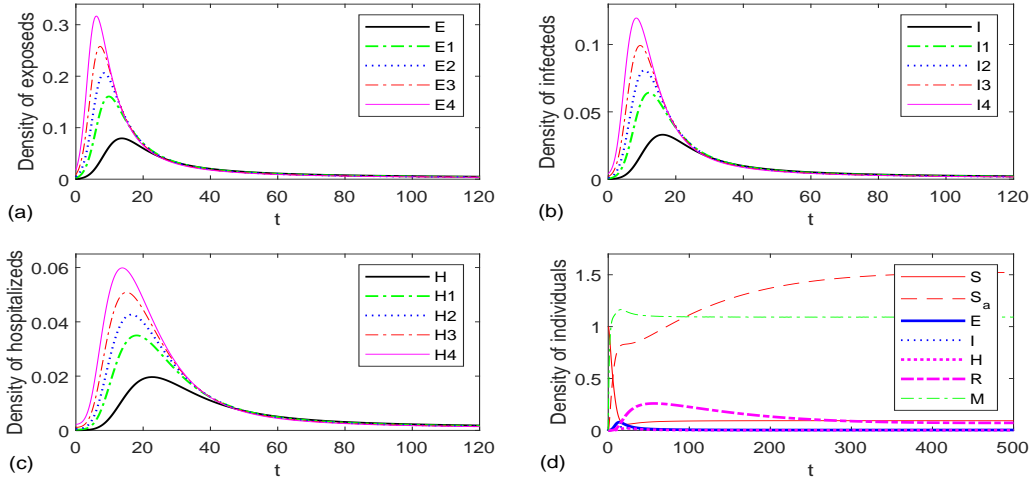 Density of exposeds
0.3
0.2
0.1
0
0 20 40 60 80 100 120
t
(a)
E
E1
E2
E3
E4
Density of infecteds
0.1
0.05
0
0 20 40 60 80 100 120
t
(b)
I
I1
I2
I3
I4
Density of hospitalizeds
0.06
0.04
0.02
0
0 20 40 60 80 100 120
t
(c)
H
H1
H2
H3
H4
Density of individuals
1.5
1
0.5
0
0 100 200 300 400 500
t
(d)
S
S_a
E
I
H
R
M